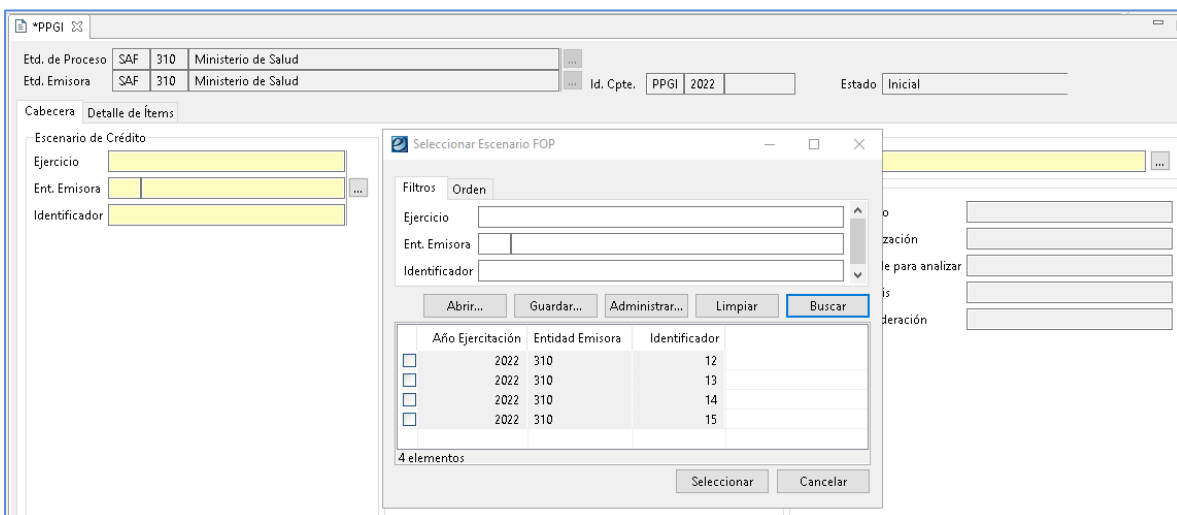 *PPGI
Etd. de Proceso SAF 310 Ministerio de Salud ...
Etd. Emisora SAF 310 Ministerio de Salud ... Id. Cpte. PPGI 2022 Estado Inicial
Cabecera Detalle de Ítems
Escenario de Crédito
Ejercicio
Ent. Emisora ...
Identificador
Seleccionar Escenario FOP
Filtros Orden
Ejercicio
Ent. Emisora
Identificador
Abrir... Guardar... Administrar... Limpiar Buscar
Año Ejercitación Entidad Emisora Identificador
2022 310 12
2022 310 13
2022 310 14
2022 310 15
4 elementos
Seleccionar Cancelar
...
o
zación
le para analizar
is
deración